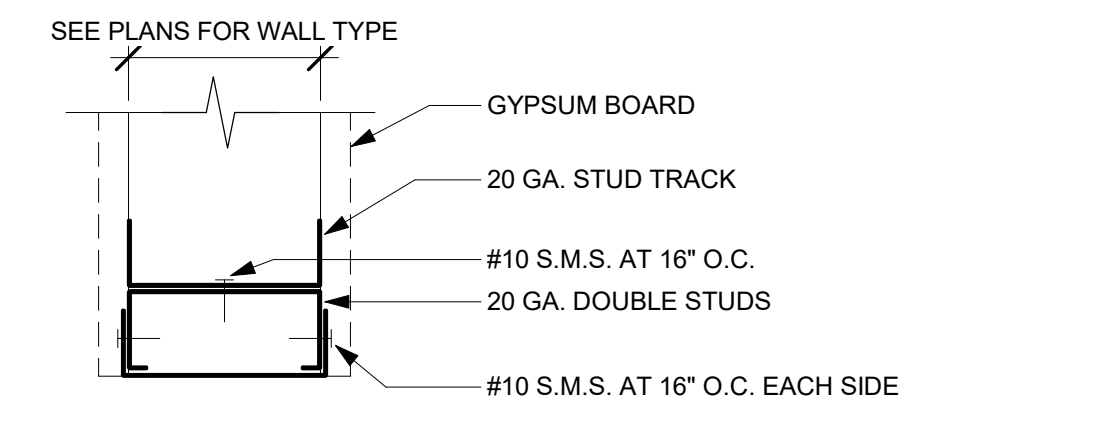 SEE PLANS FOR WALL TYPE
GYPSUM BOARD
20 GA. STUD TRACK
#10 S.M.S. AT 16" O.C.
20 GA. DOUBLE STUDS
#10 S.M.S. AT 16" O.C. EACH SIDE